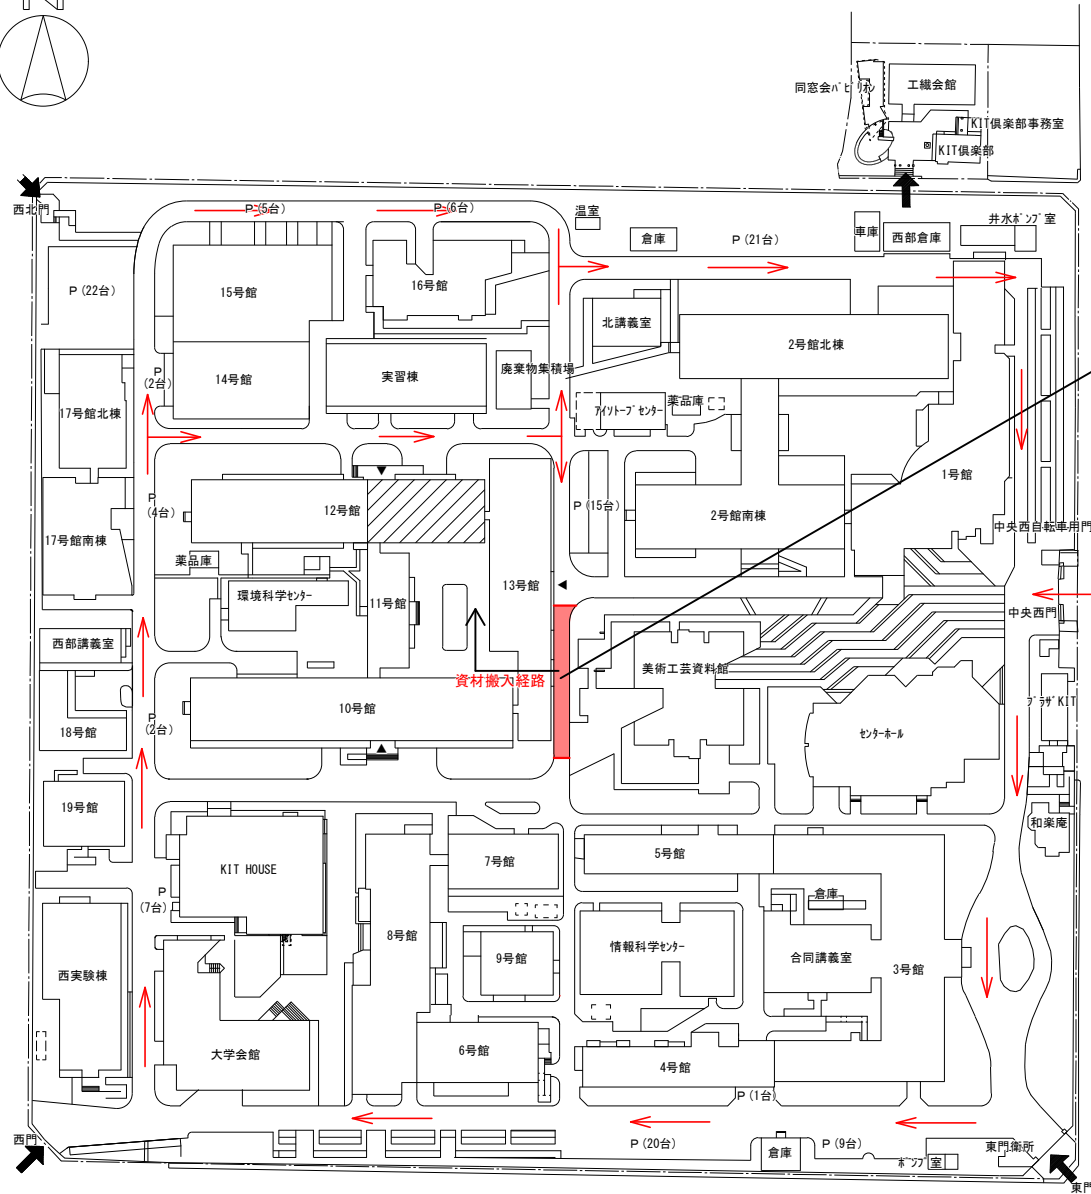 同窓会パビリオン
工繊会館
KIT倶楽部事務室
KIT倶楽部
西北門
P(5台)
P(6台)
温室
倉庫
P(21台)
車庫
西部倉庫
井水ポンプ室
P(22台)
15号館
16号館
北講義室
2号館北棟
P
(2台)
14号館
実習棟
廃棄物集積場
17号館北棟
アイソトープセンター
薬品庫
1号館
P
(4台)
12号館
P(15台)
2号館南棟
中央西自転車用門
17号館南棟
薬品庫
環境科学センター
11号館
13号館
中央西門
西部講義室
美術工芸資料館
資材搬入経路
10号館
プラザKIT
18号館
P
(2台)
センターホール
19号館
和楽庵
KIT HOUSE
7号館
5号館
P
(7台)
倉庫
8号館
9号館
情報科学センター
合同講義室
3号館
西実験棟
大学会館
6号館
4号館
P(1台)
西門
P(20台)
倉庫
P(9台)
ポンプ室
東門衛所
東門